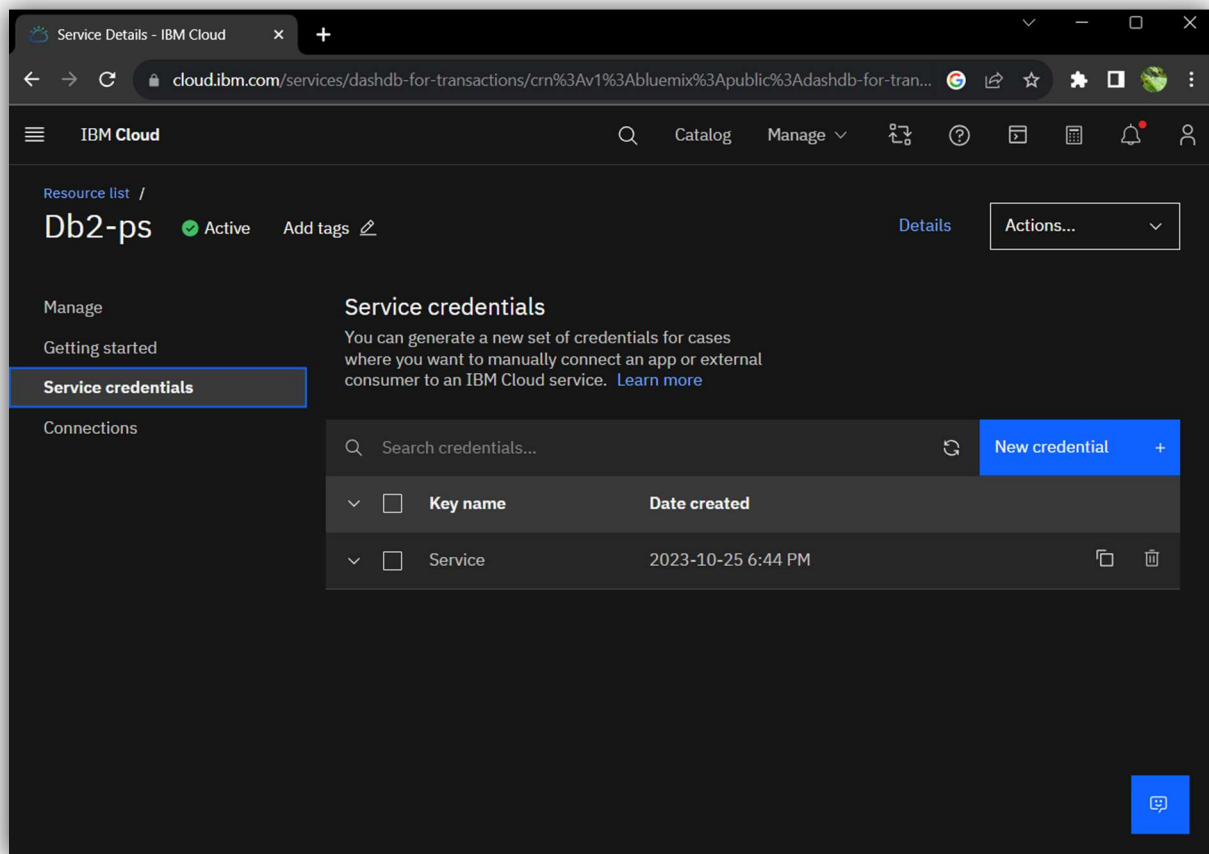 Service Details - IBM Cloud
cloud.ibm.com/services/dashdb-for-transactions/crn%3Av1%3Abluemix%3Apublic%3Adashdb-for-tran...
IBM Cloud
Catalog
Manage
Resource list /
Db2-ps
Active
Add tags
Details
Actions...
Manage
Getting started
Service credentials
Connections
Service credentials
You can generate a new set of credentials for cases
where you want to manually connect an app or external
consumer to an IBM Cloud service. Learn more
Search credentials...
New credential +
Key name
Date created
Service
2023-10-25 6:44 PM